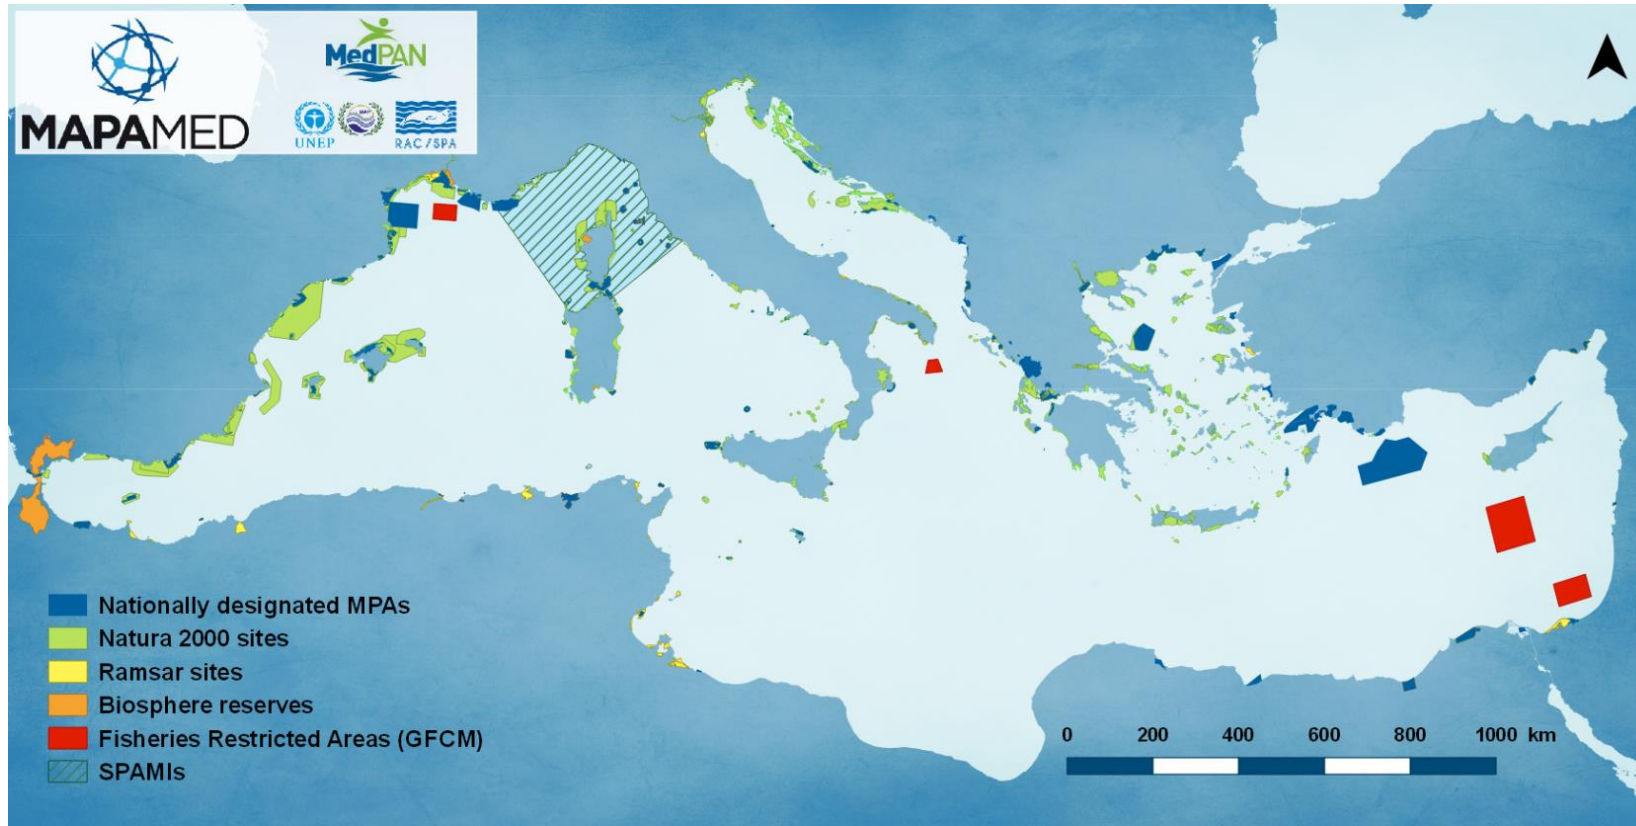 MAPAMED
MedPAN
UNEP
RAC/SPA
Nationally designated MPAs
Natura 2000 sites
Ramsar sites
Biosphere reserves
Fisheries Restricted Areas (GFCM)
SPAMIs
0 200 400 600 800 1000 km